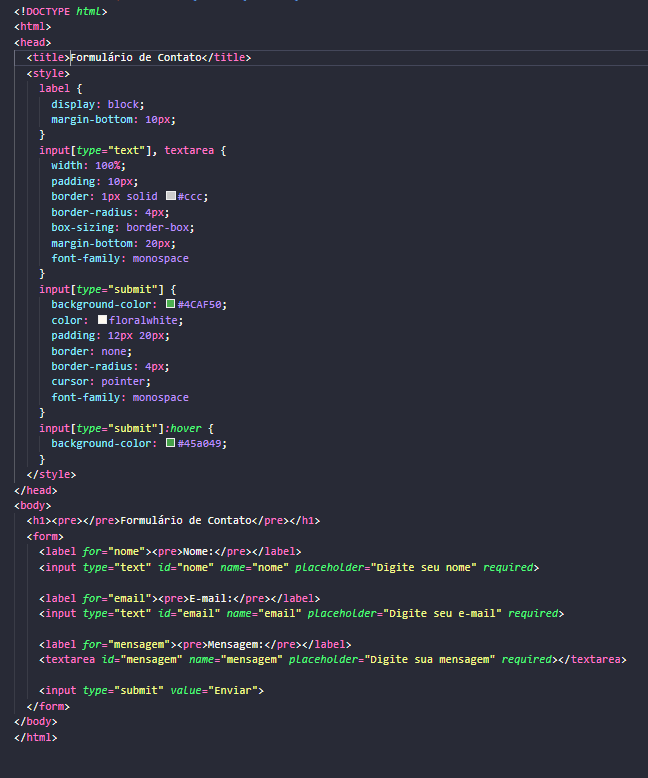 <!DOCTYPE html>
<html>
<head>
  <title>Formulário de Contato</title>
  <style>
    label {
      display: block;
      margin-bottom: 10px;
    }
    input[type="text"], textarea {
      width: 100%;
      padding: 10px;
      border: 1px solid #ccc;
      border-radius: 4px;
      box-sizing: border-box;
      margin-bottom: 20px;
      font-family: monospace
    }
    input[type="submit"] {
      background-color: #4CAF50;
      color: floralwhite;
      padding: 12px 20px;
      border: none;
      border-radius: 4px;
      cursor: pointer;
      font-family: monospace
    }
    input[type="submit"]:hover {
      background-color: #45a049;
    }
  </style>
</head>
<body>
  <h1><pre></pre>Formulário de Contato</pre></h1>
  <form>
    <label for="nome"><pre>Nome:</pre></label>
    <input type="text" id="nome" name="nome" placeholder="Digite seu nome" required>

    <label for="email"><pre>E-mail:</pre></label>
    <input type="text" id="email" name="email" placeholder="Digite seu e-mail" required>

    <label for="mensagem"><pre>Mensagem:</pre></label>
    <textarea id="mensagem" name="mensagem" placeholder="Digite sua mensagem" required></textarea>

    <input type="submit" value="Enviar">
  </form>
</body>
</html>